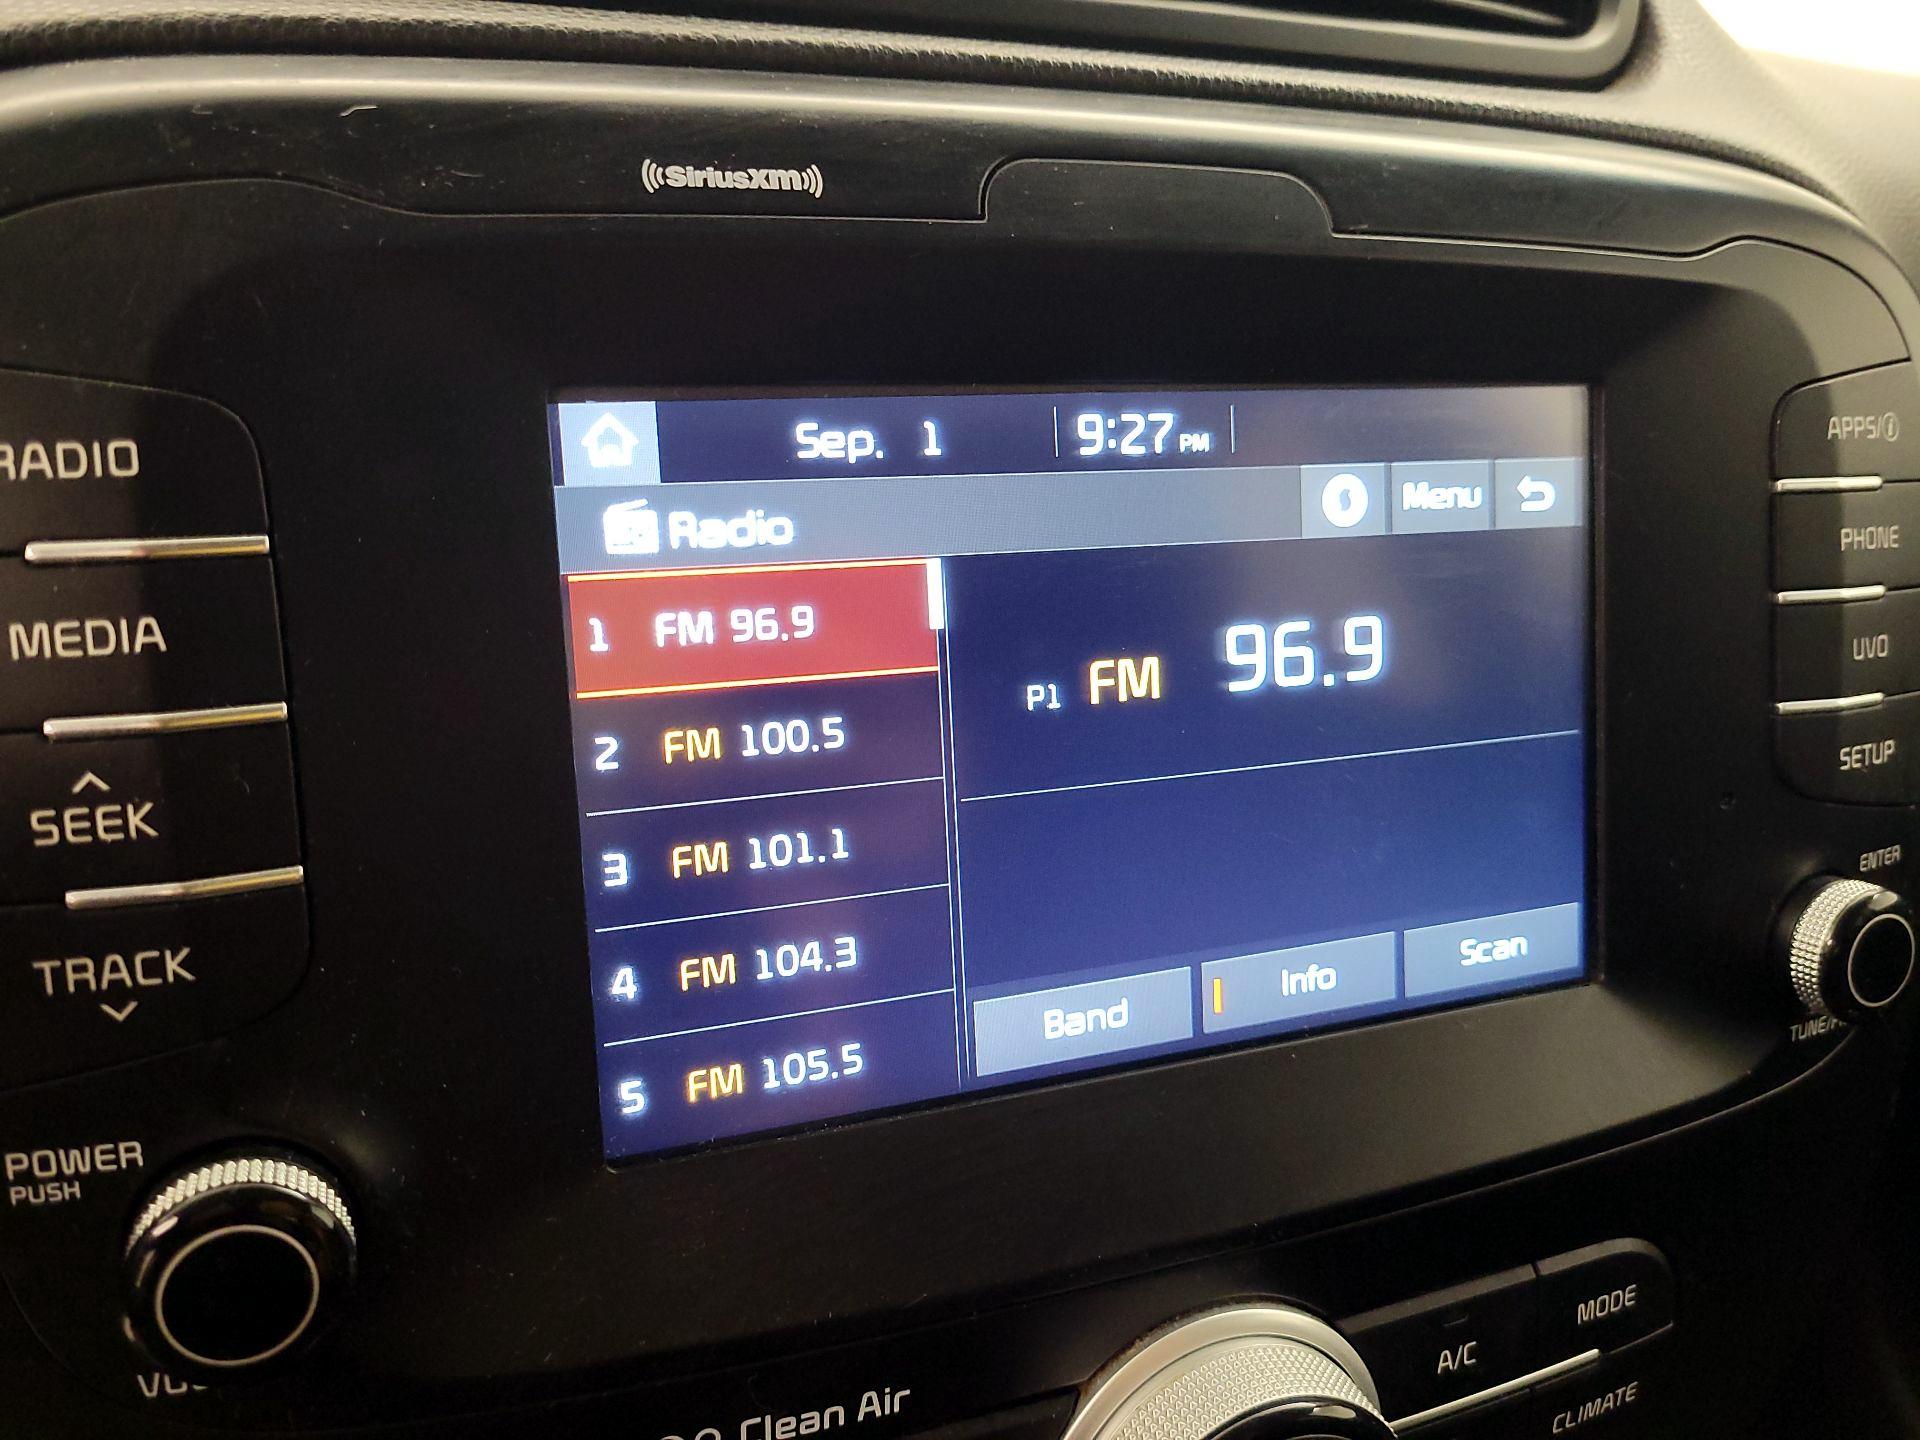 SiriusXM
RADIO
MEDIA
SEEK
TRACK
POWER
PUSH
Sep. 1 9:27 PM
Radio
Menu
1 FM 96.9
2 FM 100.5
3 FM 101.1
4 FM 104.3
5 FM 105.5
P1 FM 96.9
Band
Info
Scan
APPS/i
PHONE
UVO
SETUP
ENTER
Clean Air
A/C
MODE
CLIMATE